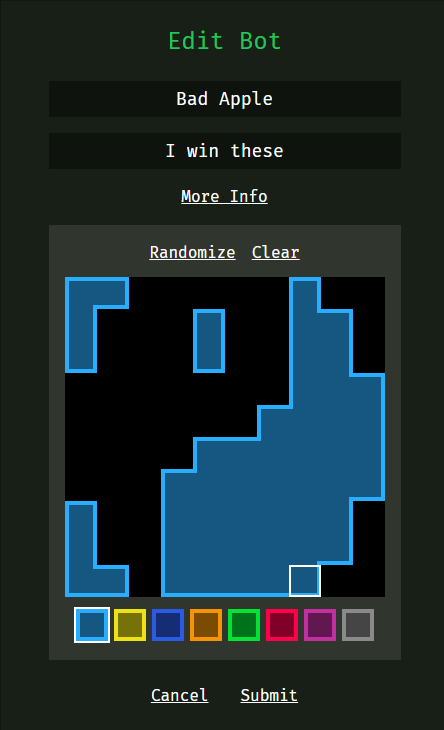 Edit Bot
Bad Apple
I win these
More Info
Randomize Clear
Cancel Submit